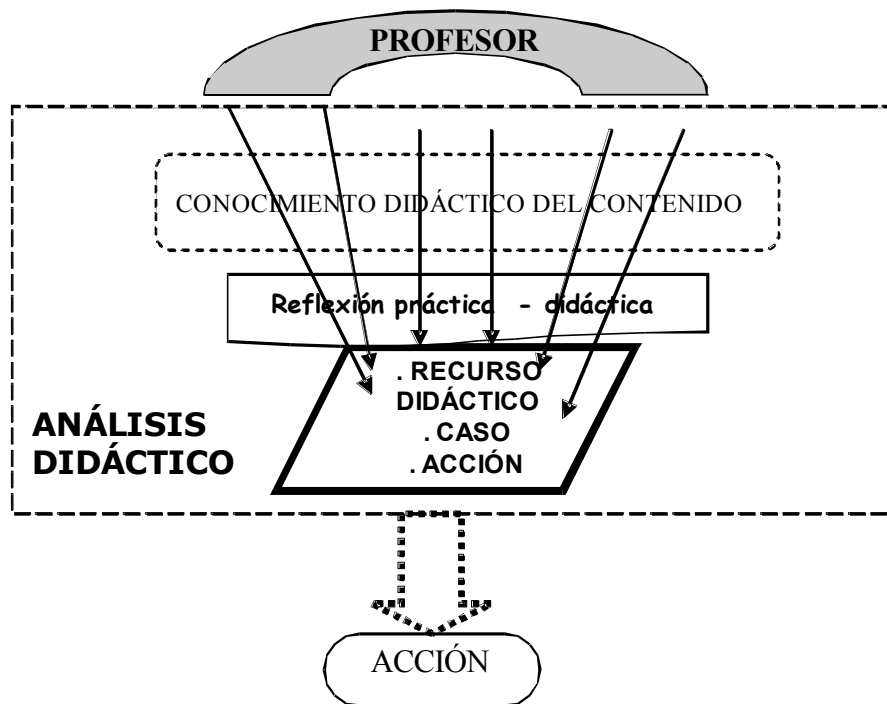 PROFESOR
CONOCIMIENTO DIDÁCTICO DEL CONTENIDO
Reflexión práctica - didáctica
. RECURSO
DIDÁCTICO
. CASO
. ACCIÓN
ANÁLISIS
DIDÁCTICO
ACCIÓN